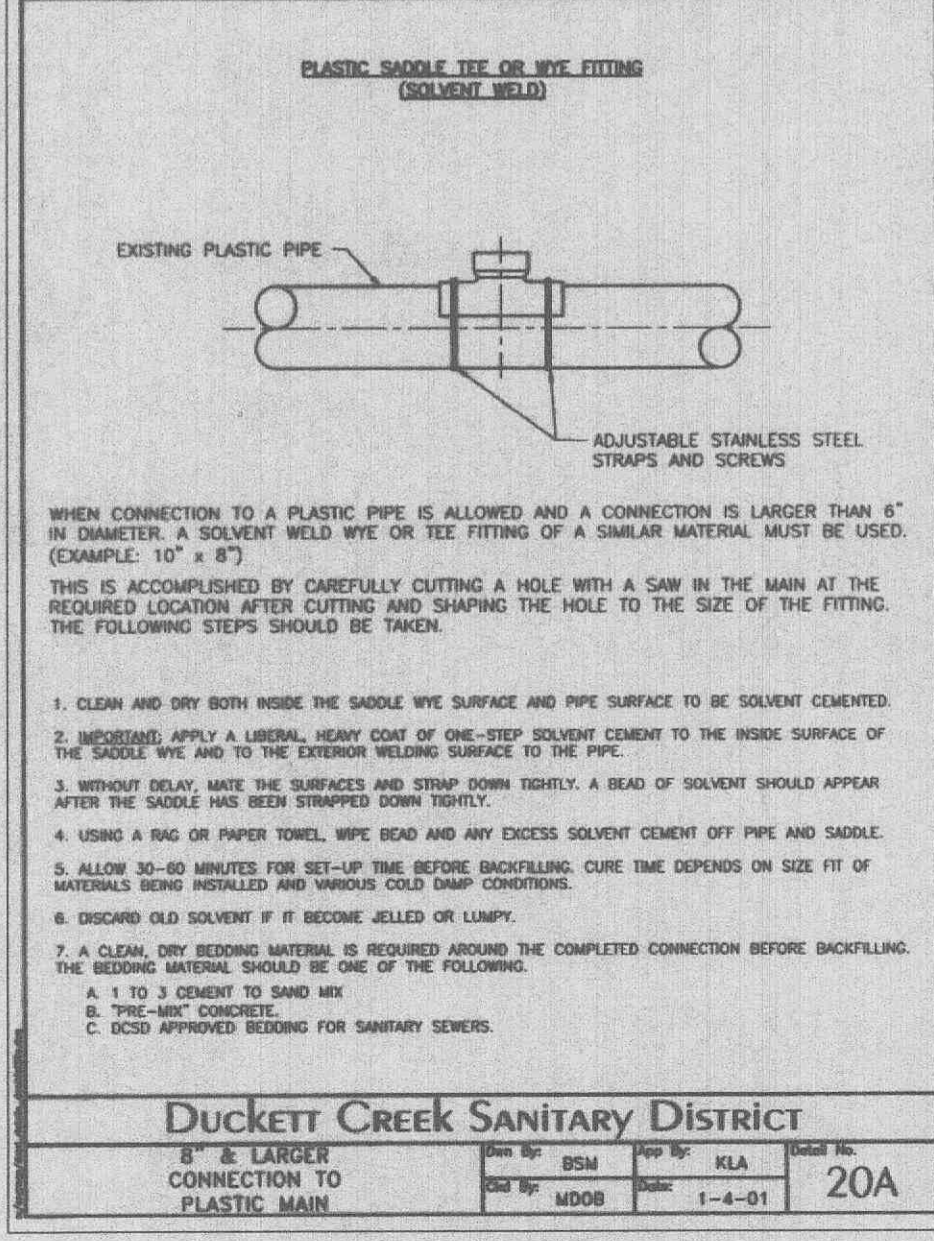 PLASTIC SADDLE TEE OR WYE FITTING
(SOLVENT WELD)
EXISTING PLASTIC PIPE
ADJUSTABLE STAINLESS STEEL
STRAPS AND SCREWS
WHEN CONNECTION TO A PLASTIC PIPE IS ALLOWED AND A CONNECTION IS LARGER THAN 6"
IN DIAMETER. A SOLVENT WELD WYE OR TEE FITTING OF A SIMILAR MATERIAL MUST BE USED.
(EXAMPLE: 10" x 8")
THIS IS ACCOMPLISHED BY CAREFULLY CUTTING A HOLE WITH A SAW IN THE MAIN AT THE
REQUIRED LOCATION AFTER CUTTING AND SHAPING THE HOLE TO THE SIZE OF THE FITTING.
THE FOLLOWING STEPS SHOULD BE TAKEN.
1. CLEAN AND DRY BOTH INSIDE THE SADDLE WYE SURFACE AND PIPE SURFACE TO BE SOLVENT CEMENTED.
2. IMPORTANT; APPLY A LIBERAL, HEAVY COAT OF ONE-STEP SOLVENT CEMENT TO THE INSIDE SURFACE OF
THE SADDLE WYE AND TO THE EXTERIOR WELDING SURFACE TO THE PIPE.
3. WITHOUT DELAY, MATE THE SURFACES AND STRAP DOWN TIGHTLY. A BEAD OF SOLVENT SHOULD APPEAR
AFTER THE SADDLE HAS BEEN STRAPPED DOWN TIGHTLY.
4. USING A RAG OR PAPER TOWEL, WIPE BEAD AND ANY EXCESS SOLVENT CEMENT OFF PIPE AND SADDLE.
5. ALLOW 30-60 MINUTES FOR SET-UP TIME BEFORE BACKFILLING. CURE TIME DEPENDS ON SIZE FIT OF
MATERIALS BEING INSTALLED AND VARIOUS COLD DAMP CONDITIONS.
6. DISCARD OLD SOLVENT IF IT BECOME JELLED OR LUMPY.
7. A CLEAN, DRY BEDDING MATERIAL IS REQUIRED AROUND THE COMPLETED CONNECTION BEFORE BACKFILLING.
THE BEDDING MATERIAL SHOULD BE ONE OF THE FOLLOWING.
A. 1 TO 3 CEMENT TO SAND MIX
B. "PRE-MIX" CONCRETE.
C. DCSD APPROVED BEDDING FOR SANITARY SEWERS.
DUCKETT CREEK SANITARY DISTRICT
8" & LARGER
CONNECTION TO
PLASTIC MAIN
Dwn By: BSM
Ckd By: MDOB
App By: KLA
Date: 1-4-01
Detail No.
20A